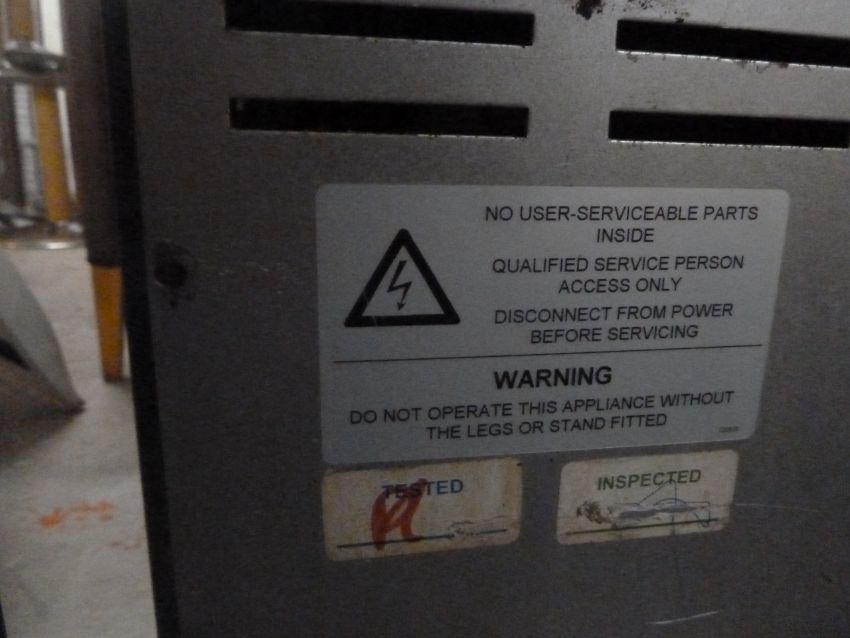 NO USER-SERVICEABLE PARTS
INSIDE
QUALIFIED SERVICE PERSON
ACCESS ONLY
DISCONNECT FROM POWER
BEFORE SERVICING
WARNING
DO NOT OPERATE THIS APPLIANCE WITHOUT
THE LEGS OR STAND FITTED
TESTED
INSPECTED